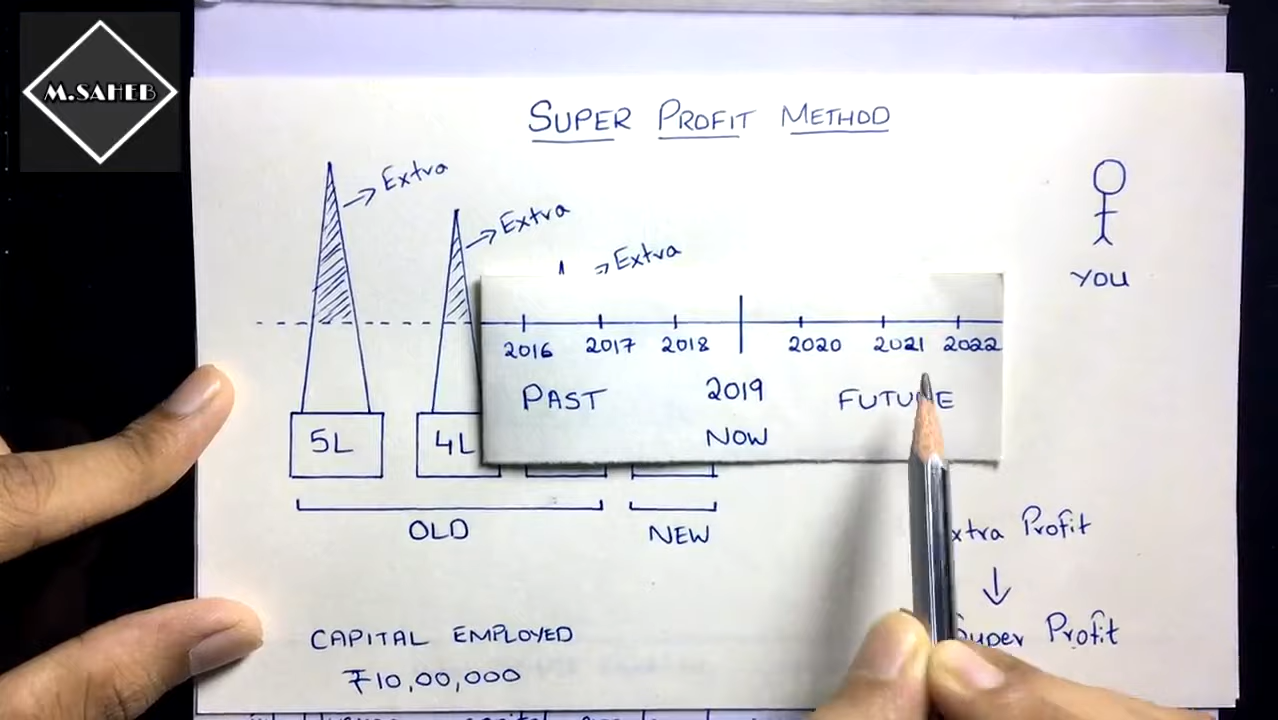 M.SAHEB
SUPER PROFIT METHOD
Extra
Extra
Extra
YOU
2016 2017 2018 2020 2021 2022
PAST 2019 FUTURE
NOW
5L 4L
OLD NEW
xtra Profit
Super Profit
CAPITAL EMPLOYED
₹10,00,000